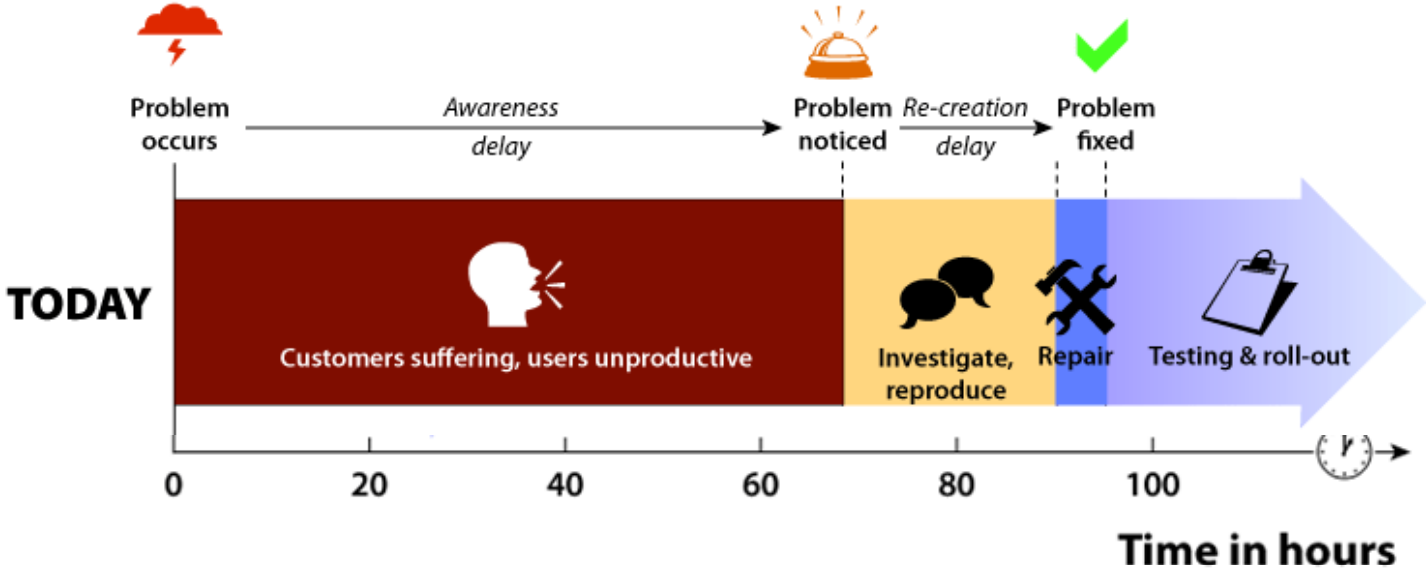 Problem
occurs
Awareness
delay
Problem
noticed
Re-creation
delay
Problem
fixed
TODAY
Customers suffering, users unproductive
Investigate,
reproduce
Repair
Testing & roll-out
0
20
40
60
80
100
Time in hours